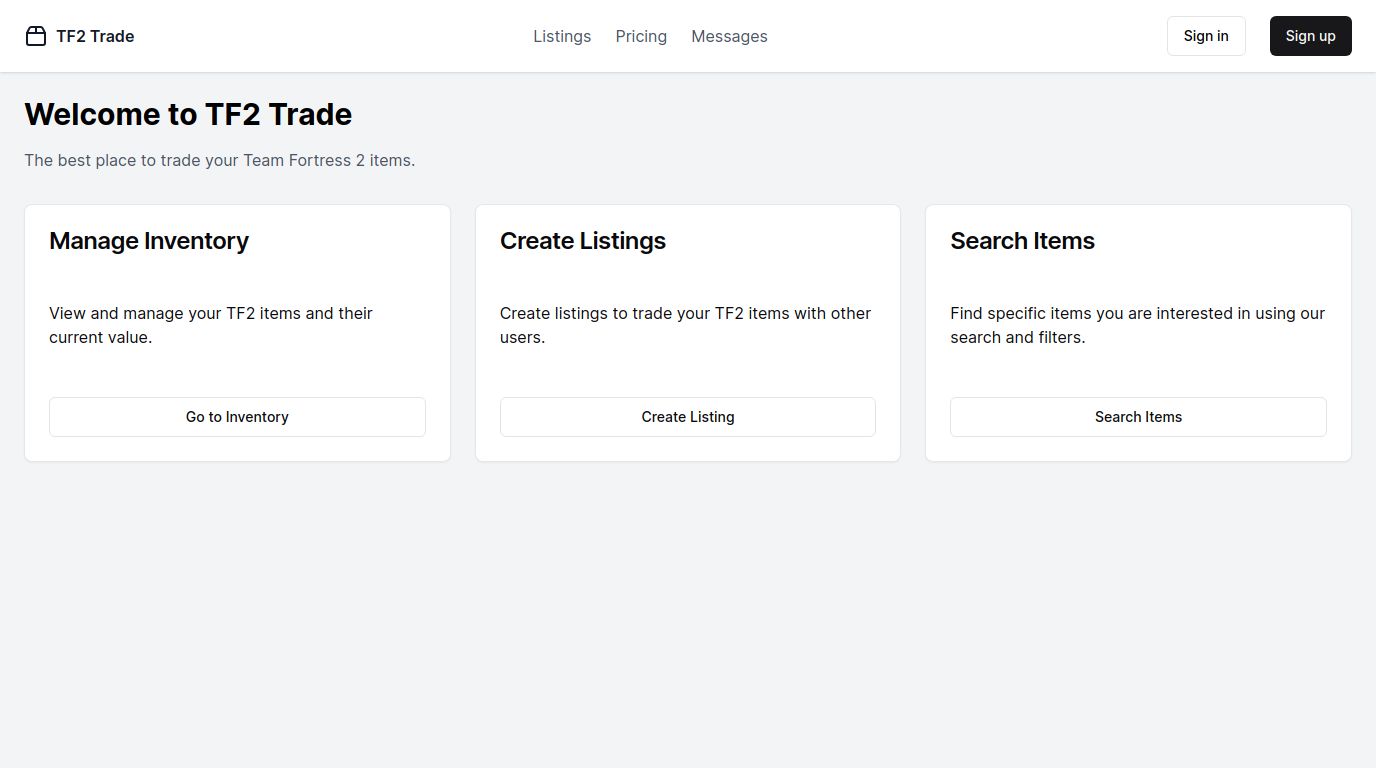 TF2 Trade
Listings
Pricing
Messages
Sign in
Sign up
Welcome to TF2 Trade
The best place to trade your Team Fortress 2 items.
Manage Inventory
View and manage your TF2 items and their
current value.
Go to Inventory
Create Listings
Create listings to trade your TF2 items with other
users.
Create Listing
Search Items
Find specific items you are interested in using our
search and filters.
Search Items